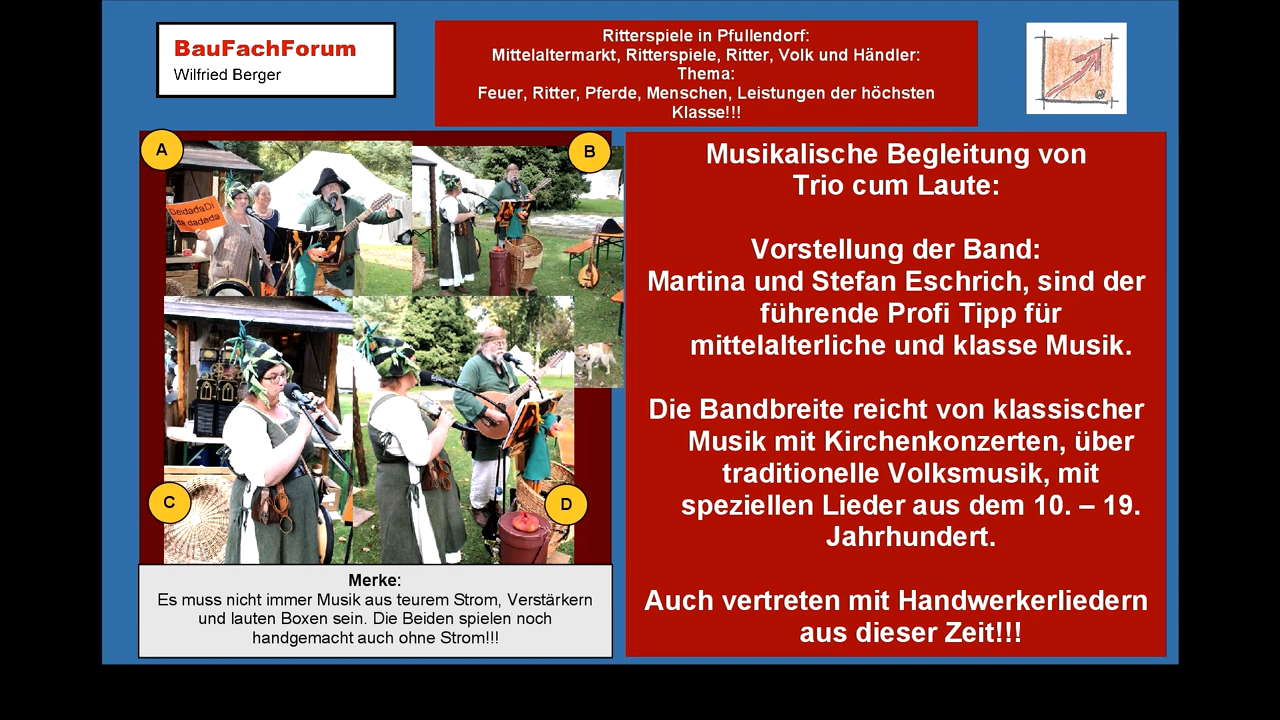 BauFachForum
Wilfried Berger
Ritterspiele in Pfullendorf:
Mittelaltermarkt, Ritterspiele, Ritter, Volk und Händler:
Thema:
Feuer, Ritter, Pferde, Menschen, Leistungen der höchsten
Klasse!!!
A
B
DeidadaDi
da dadada
C
D
Merke:
Es muss nicht immer Musik aus teurem Strom, Verstärkern
und lauten Boxen sein. Die Beiden spielen noch
handgemacht auch ohne Strom!!!
Musikalische Begleitung von
Trio cum Laute:
Vorstellung der Band:
Martina und Stefan Eschrich, sind der
führende Profi Tipp für
mittelalterliche und klasse Musik.
Die Bandbreite reicht von klassischer
Musik mit Kirchenkonzerten, über
traditionelle Volksmusik, mit
speziellen Lieder aus dem 10. – 19.
Jahrhundert.
Auch vertreten mit Handwerkerliedern
aus dieser Zeit!!!